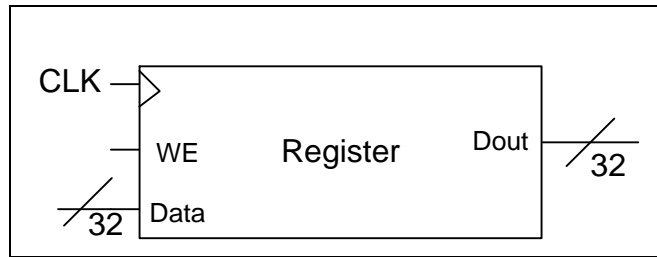 CLK
WE
Register
Dout
32
32
Data